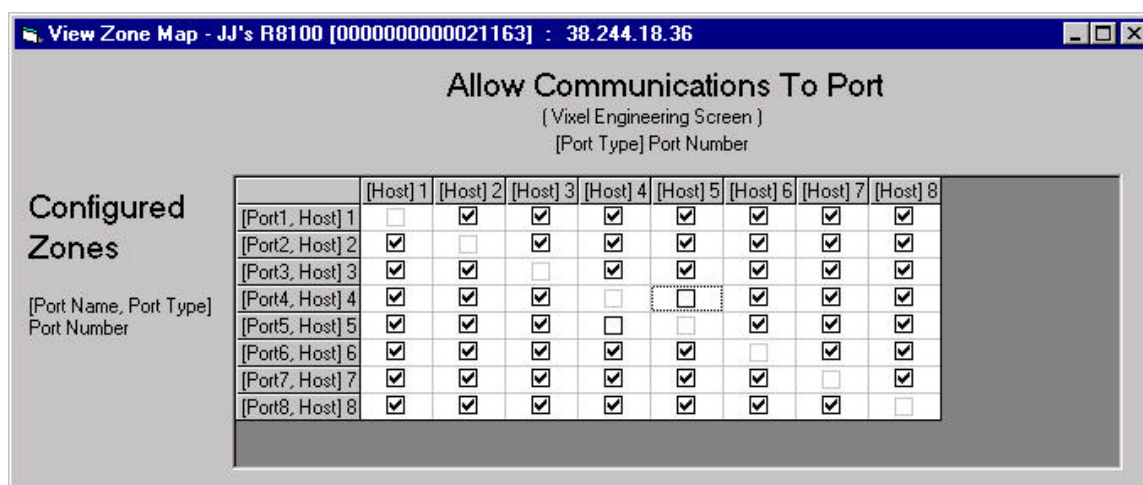 View Zone Map - JJ's R8100 [0000000000021163] : 38.244.18.36
Allow Communications To Port
( Vixel Engineering Screen )
[Port Type] Port Number
Configured
Zones
[Port Name, Port Type]
Port Number
[Host] 1 [Host] 2 [Host] 3 [Host] 4 [Host] 5 [Host] 6 [Host] 7 [Host] 8
[Port1, Host] 1
[Port2, Host] 2
[Port3, Host] 3
[Port4, Host] 4
[Port5, Host] 5
[Port6, Host] 6
[Port7, Host] 7
[Port8, Host] 8